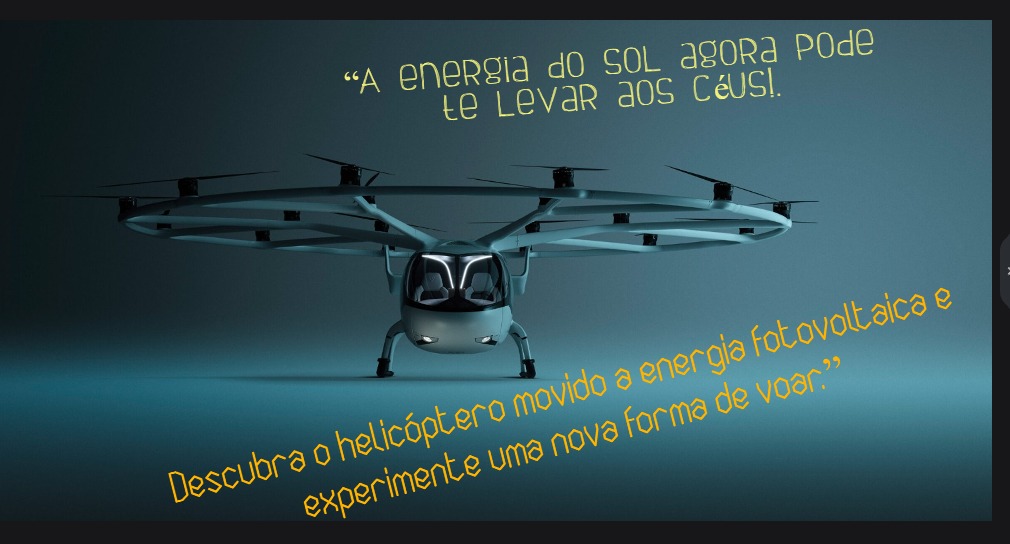 “A energia do sol agora pode
te levar aos céus!.
Descubra o helicóptero movido a energia fotovoltaica e
experimente uma nova forma de voar.”